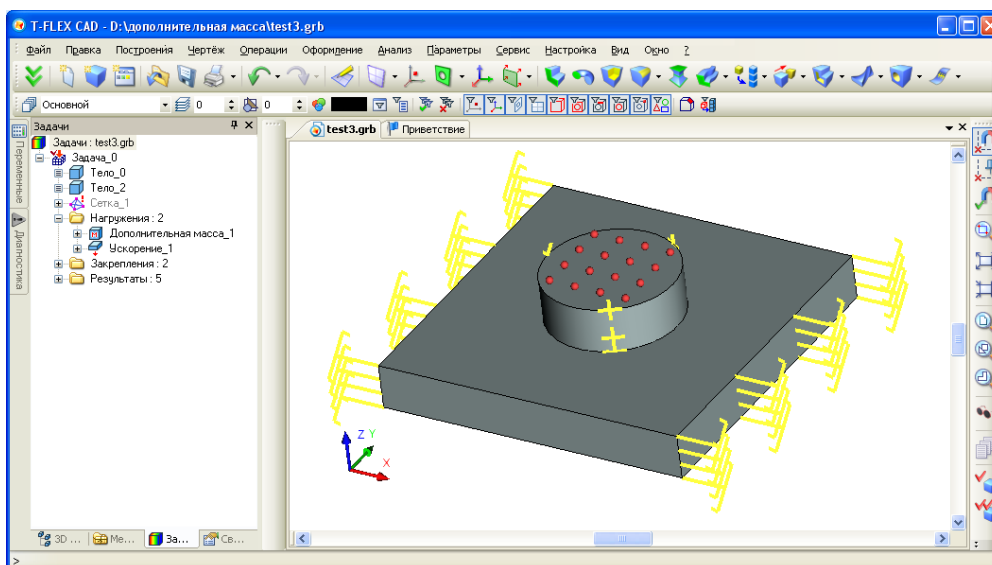 T-FLEX CAD - D:\дополнительная масса\test3.grb
Файл Правка Построения Чертёж Операции Оформление Анализ Параметры Сервис Настройка Вид Окно ?
Основной 0 0
Задачи
test3.grb Приветствие
Задачи : test3.grb
Задача_0
Тело_0
Тело_2
Сетка_1
Нагружения : 2
Дополнительная масса_1
Ускорение_1
Закрепления : 2
Результаты : 5
Переменные
Диагностика
Z Y
X
3D ... Ме... За... Св...
>